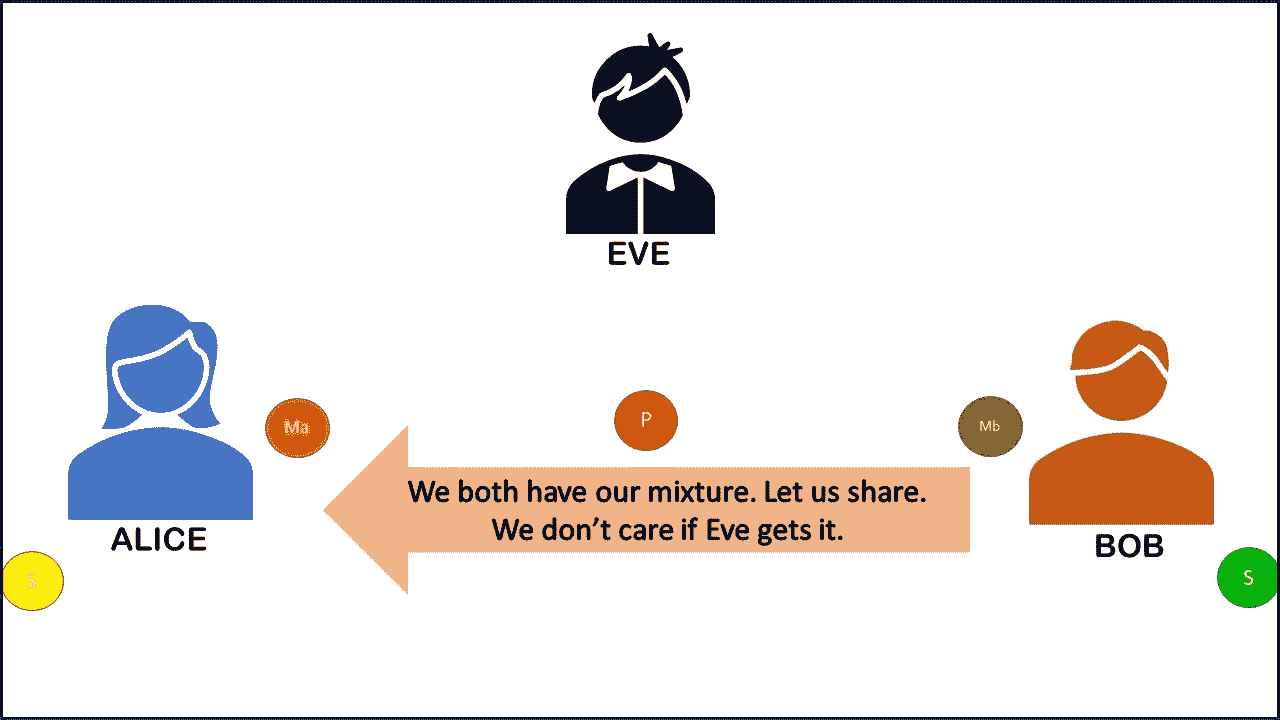 EVE
Ma
P
Mb
We both have our mixture. Let us share.
We don't care if Eve gets it.
ALICE
BOB
S
S